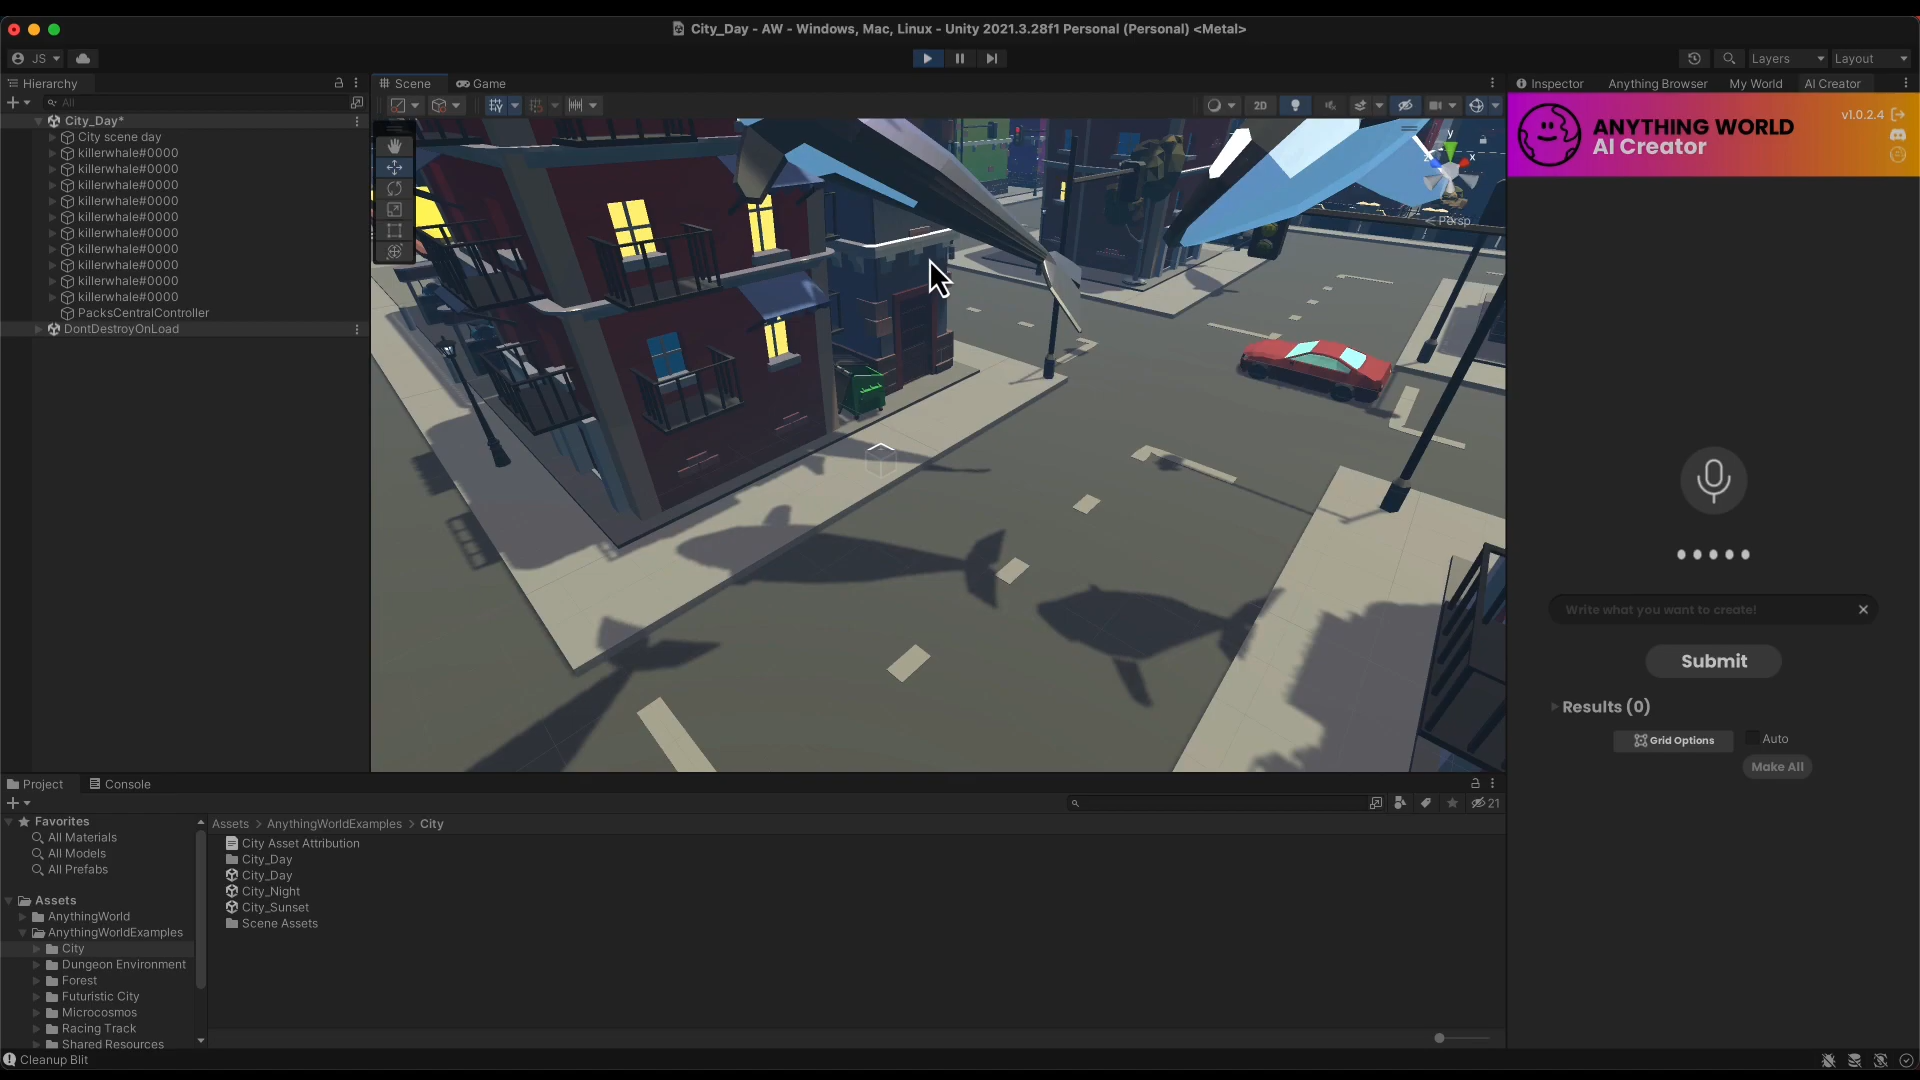 City_Day - AW - Windows, Mac, Linux - Unity 2021.3.28f1 Personal (Personal) <Metal>
JS
Layers
Layout
Hierarchy
All
City_Day*
City scene day
killerwhale#0000
killerwhale#0000
killerwhale#0000
killerwhale#0000
killerwhale#0000
killerwhale#0000
killerwhale#0000
killerwhale#0000
killerwhale#0000
killerwhale#0000
PacksCentralController
DontDestroyOnLoad
Scene
Game
2D
y
x
z
< Persp
Inspector
Anything Browser
My World
AI Creator
ANYTHING WORLD
AI Creator
v1.0.2.4
Write what you want to create!
Submit
Results (0)
Grid Options
Auto
Make All
Project
Console
21
Favorites
All Materials
All Models
All Prefabs
Assets
AnythingWorld
AnythingWorldExamples
City
Dungeon Environment
Forest
Futuristic City
Microcosmos
Racing Track
Shared Resources
Assets > AnythingWorldExamples > City
City Asset Attribution
City_Day
City_Day
City_Night
City_Sunset
Scene Assets
Cleanup Blit